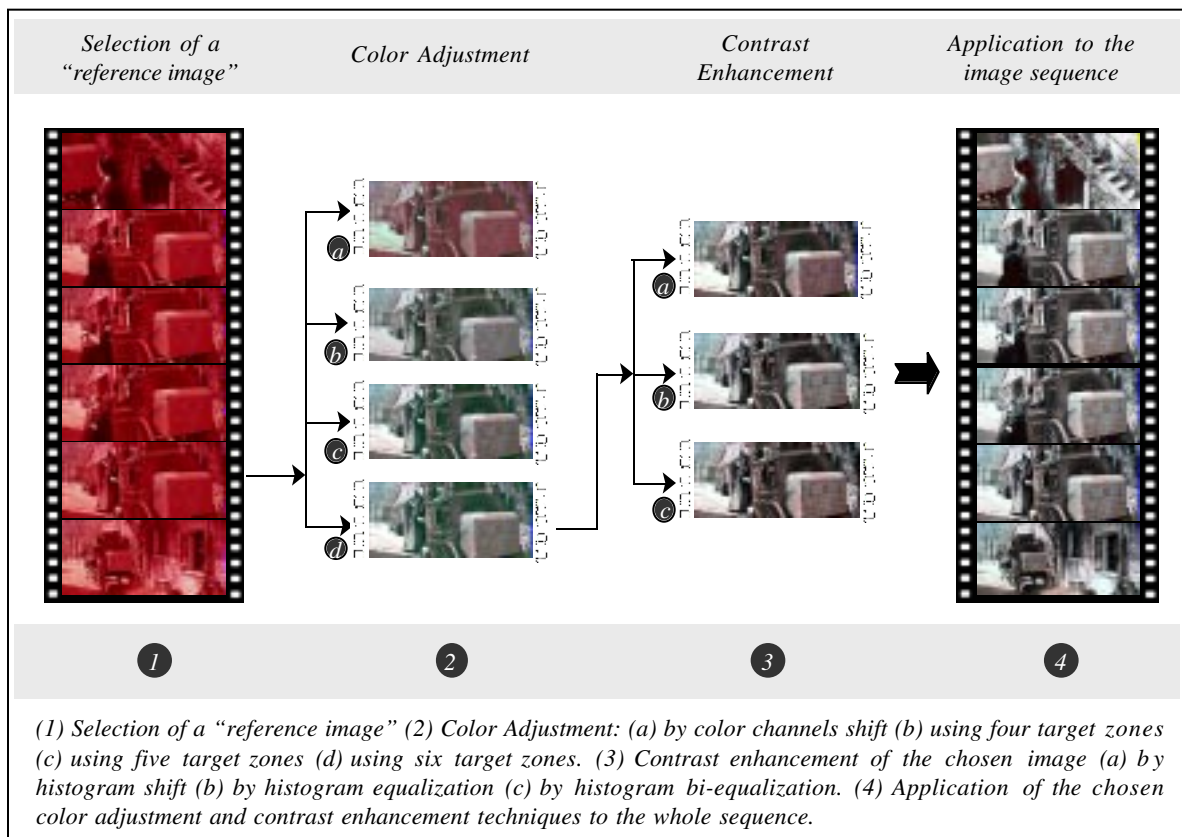 Selection of a
“reference image”
Color Adjustment
Contrast
Enhancement
Application to the
image sequence
a
b
c
d
a
b
c
1
2
3
4
(1) Selection of a “reference image” (2) Color Adjustment: (a) by color channels shift (b) using four target zones
(c) using five target zones (d) using six target zones. (3) Contrast enhancement of the chosen image (a) by
histogram shift (b) by histogram equalization (c) by histogram bi-equalization. (4) Application of the chosen
color adjustment and contrast enhancement techniques to the whole sequence.